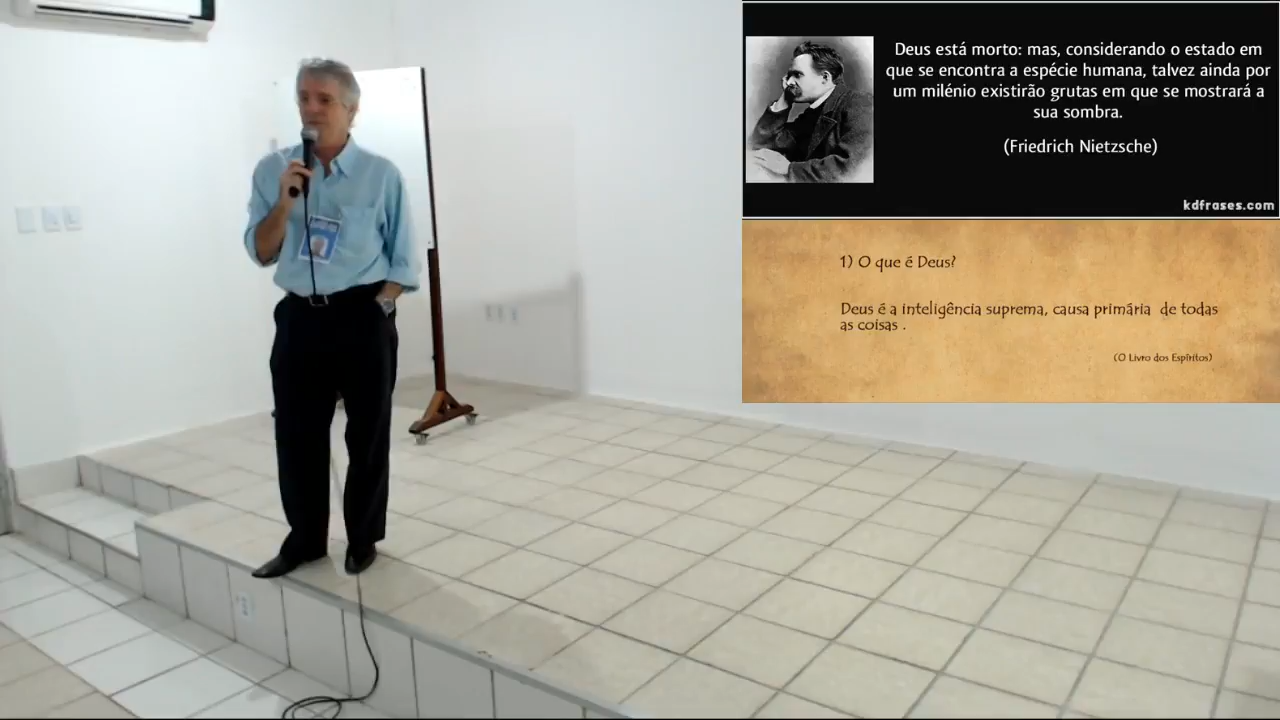 Deus está morto: mas, considerando o estado em
que se encontra a espécie humana, talvez ainda por
um milénio existirão grutas em que se mostrará a
sua sombra.
(Friedrich Nietzsche)
kdfrases.com
1) O que é Deus?
Deus é a inteligência suprema, causa primária de todas
as coisas .
(O Livro dos Espíritos)